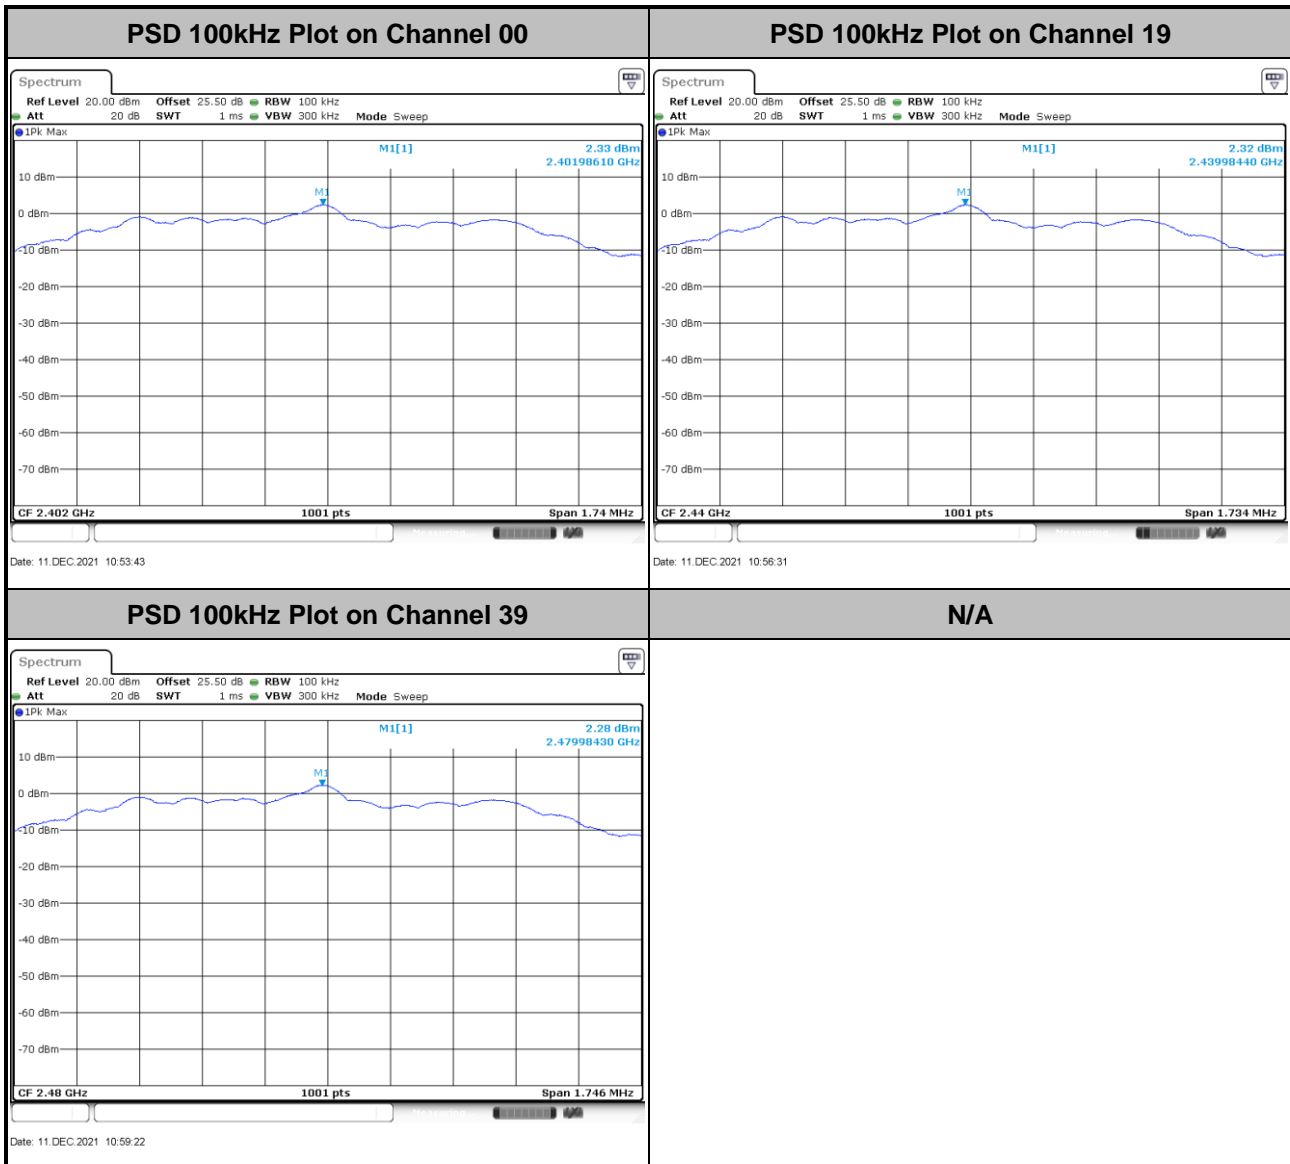 PSD 100kHz Plot on Channel 00
Spectrum
Ref Level 20.00 dBm Offset 25.50 dB RBW 100 kHz
Att 20 dB SWT 1 ms VBW 300 kHz Mode Sweep
1Pk Max
M1[1] 2.33 dBm
2.40198610 GHz
10 dBm
M1
0 dBm
-10 dBm
-20 dBm
-30 dBm
-40 dBm
-50 dBm
-60 dBm
-70 dBm
CF 2.402 GHz 1001 pts Span 1.74 MHz
Measuring
Date: 11.DEC.2021 10:53:43
PSD 100kHz Plot on Channel 19
Spectrum
Ref Level 20.00 dBm Offset 25.50 dB RBW 100 kHz
Att 20 dB SWT 1 ms VBW 300 kHz Mode Sweep
1Pk Max
M1[1] 2.32 dBm
2.43998440 GHz
10 dBm
M1
0 dBm
-10 dBm
-20 dBm
-30 dBm
-40 dBm
-50 dBm
-60 dBm
-70 dBm
CF 2.44 GHz 1001 pts Span 1.734 MHz
Measuring
Date: 11.DEC.2021 10:56:31
PSD 100kHz Plot on Channel 39
Spectrum
Ref Level 20.00 dBm Offset 25.50 dB RBW 100 kHz
Att 20 dB SWT 1 ms VBW 300 kHz Mode Sweep
1Pk Max
M1[1] 2.28 dBm
2.47998430 GHz
10 dBm
M1
0 dBm
-10 dBm
-20 dBm
-30 dBm
-40 dBm
-50 dBm
-60 dBm
-70 dBm
CF 2.48 GHz 1001 pts Span 1.746 MHz
Measuring
Date: 11.DEC.2021 10:59:22
N/A